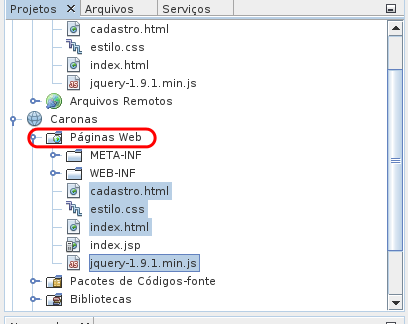 Projetos X Arquivos Serviços
cadastro.html
estilo.css
index.html
jquery-1.9.1.min.js
Arquivos Remotos
Caronas
Páginas Web
META-INF
WEB-INF
cadastro.html
estilo.css
index.html
index.jsp
jquery-1.9.1.min.js
Pacotes de Códigos-fonte
Bibliotecas